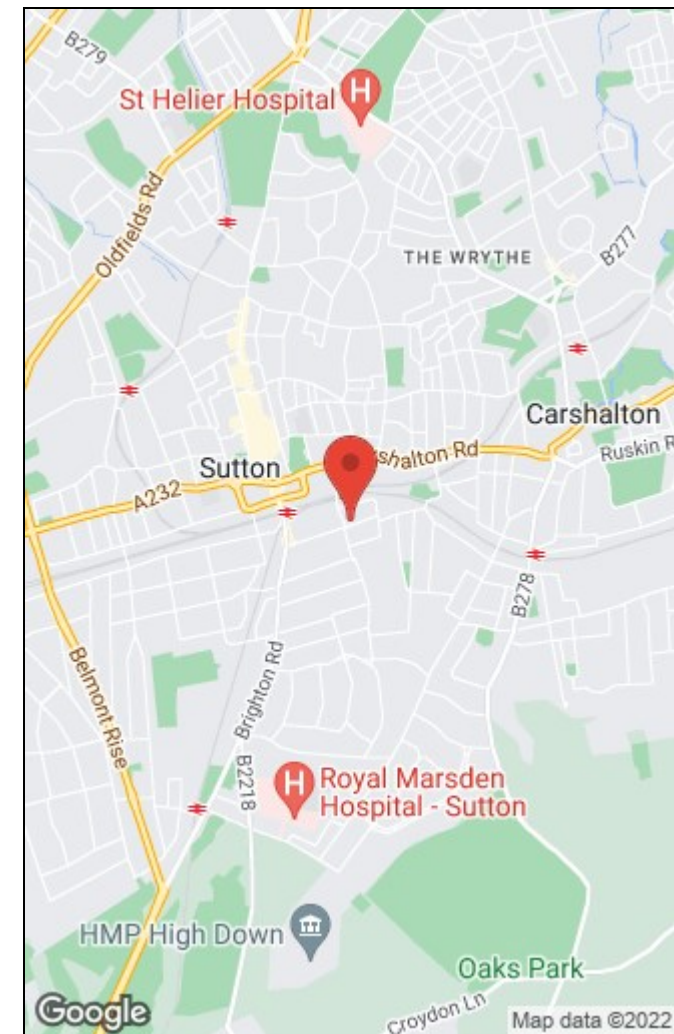 B279
St Helier Hospital
H
Oldfields Rd
THE WRYTHE
B277
Carshalton
Ruskin R
shalton Rd
Sutton
A232
B278
Belmont Rise
Brighton Rd
B2218
H
Royal Marsden
Hospital - Sutton
HMP High Down
Oaks Park
Croydon Ln
Google
Map data ©2022